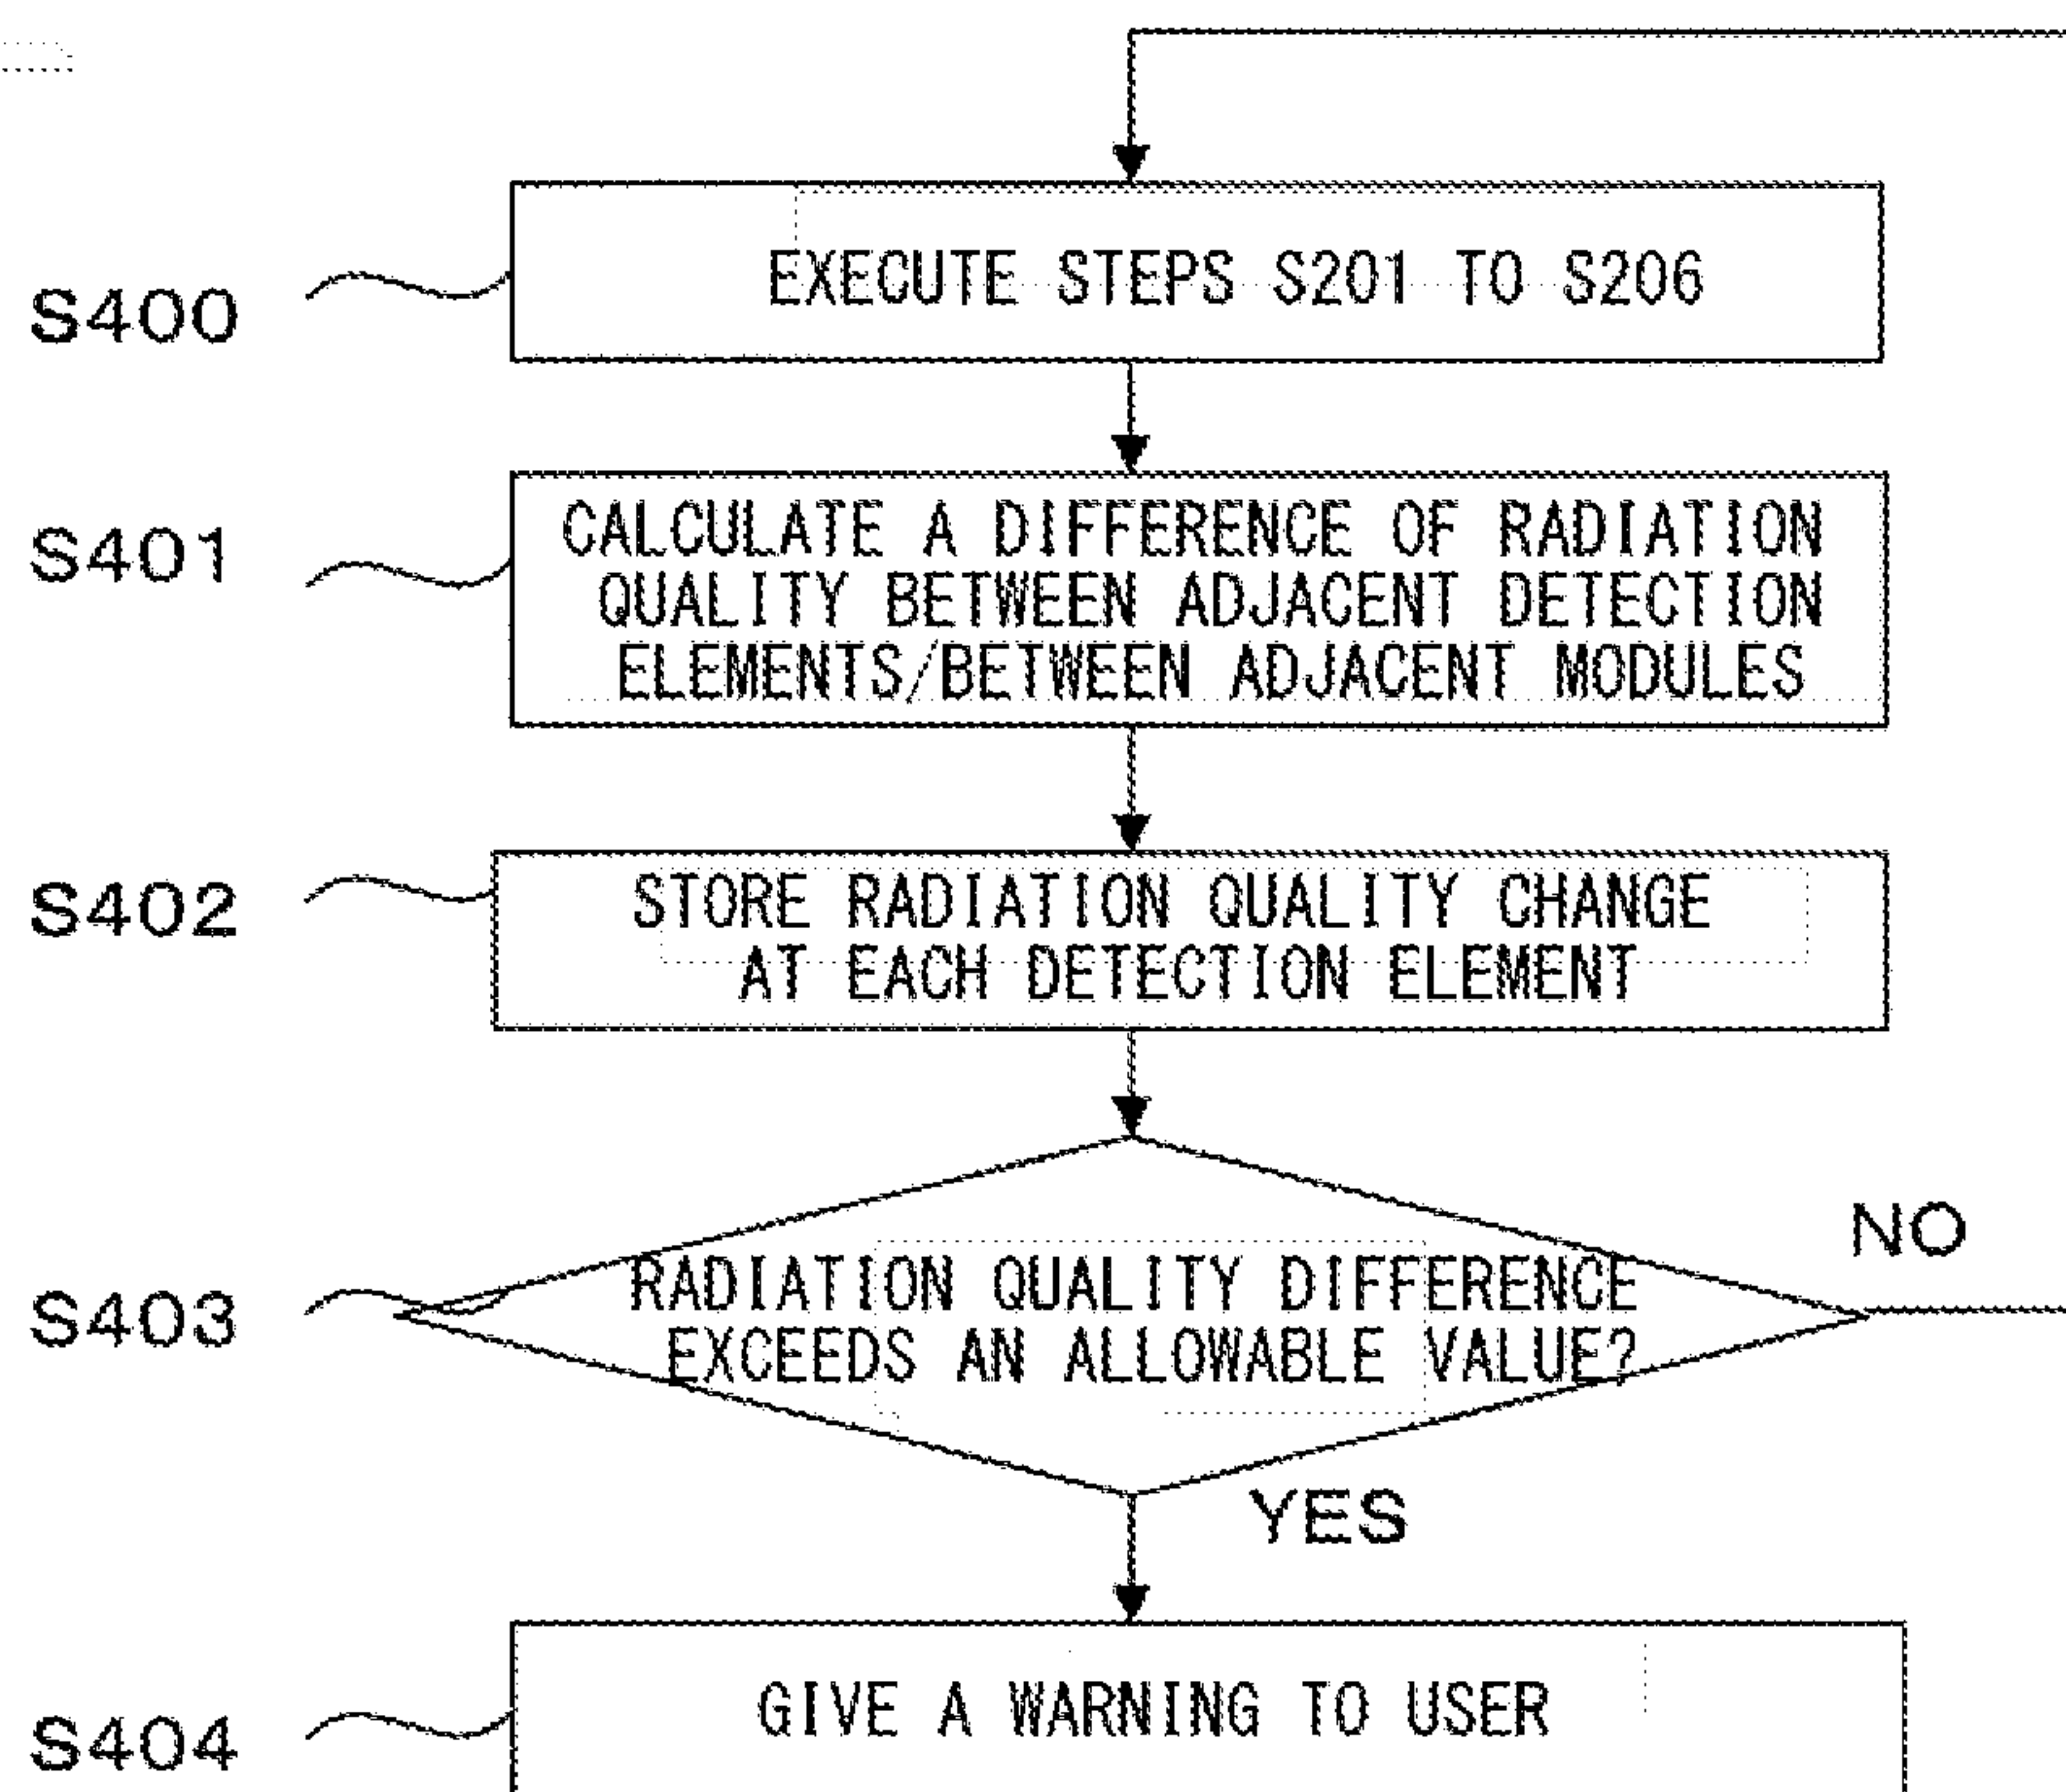 S400
EXECUTE STEPS S201 TO S206
S401
CALCULATE A DIFFERENCE OF RADIATION
QUALITY BETWEEN ADJACENT DETECTION
ELEMENTS/BETWEEN ADJACENT MODULES
S402
STORE RADIATION QUALITY CHANGE
AT EACH DETECTION ELEMENT
S403
RADIATION QUALITY DIFFERENCE
EXCEEDS AN ALLOWABLE VALUE?
NO
YES
S404
GIVE A WARNING TO USER